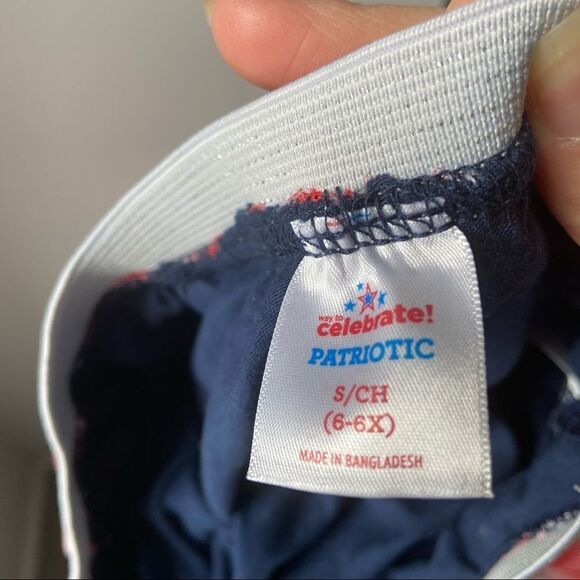 way to
celebrate!
PATRIOTIC
S/CH
(6-6X)
MADE IN BANGLADESH